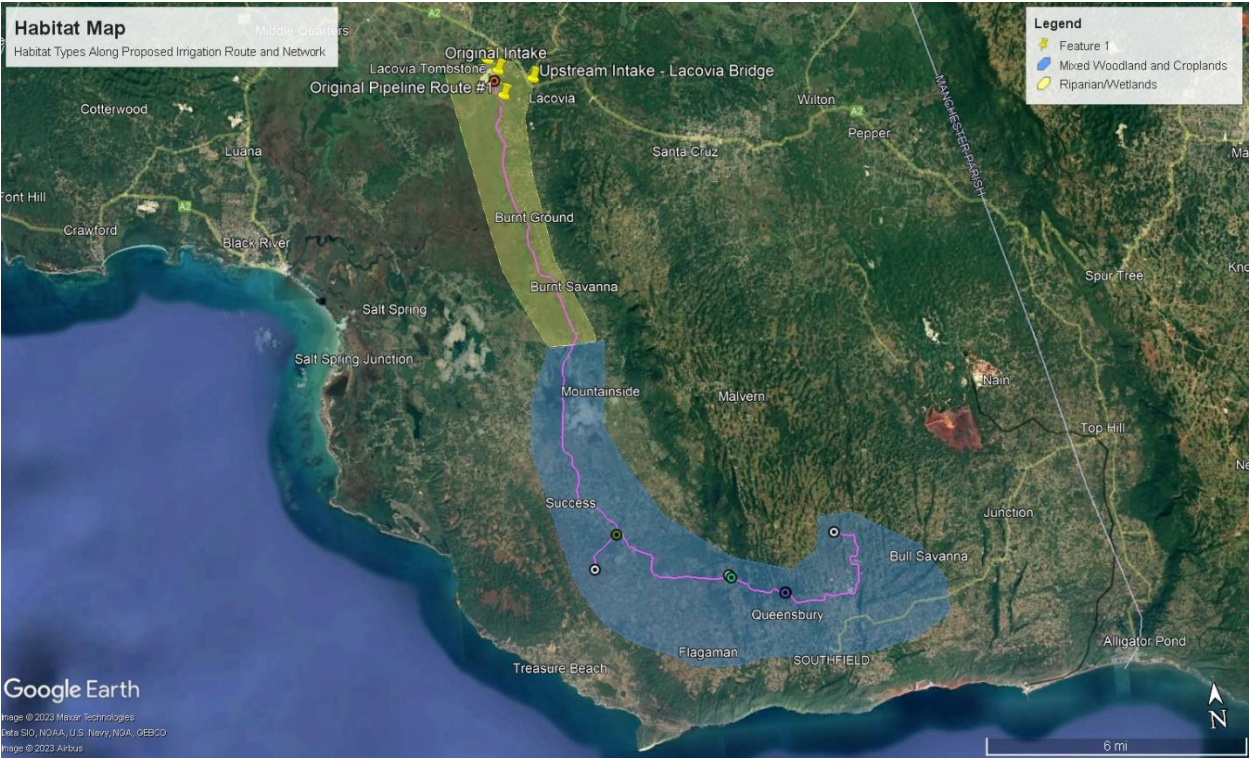 Habitat Map
Habitat Types Along Proposed Irrigation Route and Network
Middle Quarters
A2
Legend
Feature 1
Mixed Woodland and Croplands
Riparian/Wetlands
Original Intake
Lacovia Tombstone
Upstream Intake - Lacovia Bridge
Original Pipeline Route #1
Lacovia
Cotterwood
Wilton
A2
Pepper
MANCHESTER PARISH
Luana
Santa Cruz
Font Hill
A2
Crawford
Black River
Burnt Ground
Spur Tree
Burnt Savanna
Salt Spring
Salt Spring Junction
Mountainside
Malvern
Nain
Top Hill
Success
Junction
Bull Savanna
Queensbury
Flagaman
SOUTHFIELD
Alligator Pond
Treasure Beach
Google Earth
Image © 2023 Maxar Technologies
Data SIO, NOAA, U.S. Navy, NGA, GEBCO
Image © 2023 Airbus
N
6 mi